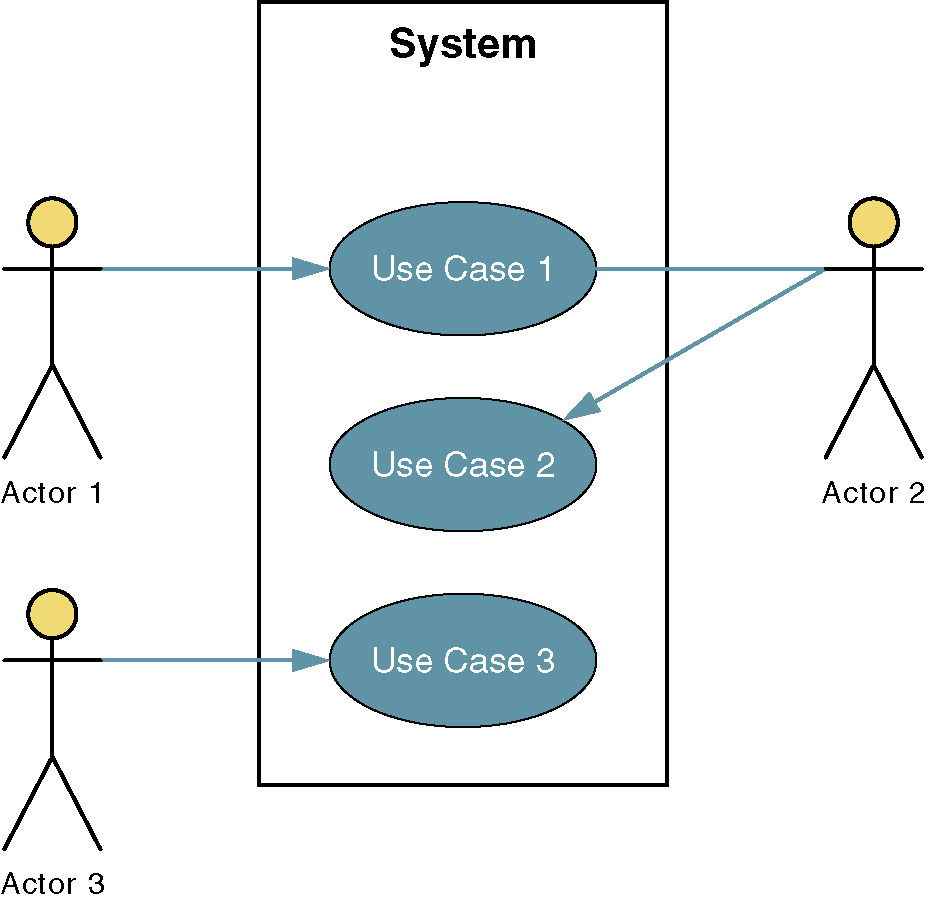 System
Use Case 1
Use Case 2
Actor 1
Actor 2
Use Case 3
Actor 3